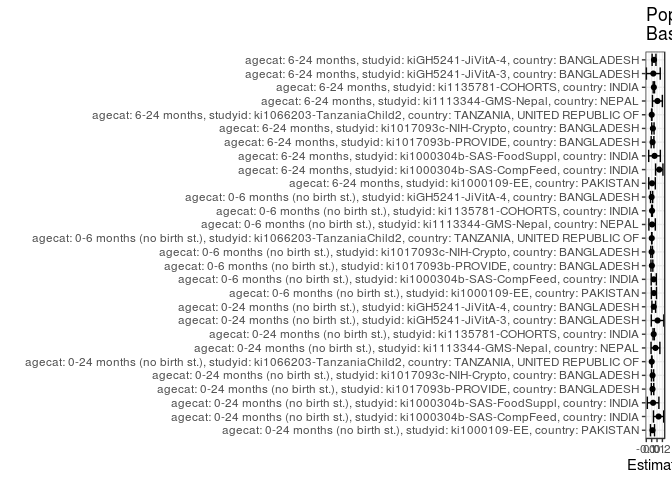 Pop
Bas
agecat: 6-24 months, studyid: kiGH5241-JiVitA-4, country: BANGLADESH
agecat: 6-24 months, studyid: kiGH5241-JiVitA-3, country: BANGLADESH
agecat: 6-24 months, studyid: ki1135781-COHORTS, country: INDIA
agecat: 6-24 months, studyid: ki1113344-GMS-Nepal, country: NEPAL
agecat: 6-24 months, studyid: ki1066203-TanzaniaChild2, country: TANZANIA, UNITED REPUBLIC OF
agecat: 6-24 months, studyid: ki1017093c-NIH-Crypto, country: BANGLADESH
agecat: 6-24 months, studyid: ki1017093b-PROVIDE, country: BANGLADESH
agecat: 6-24 months, studyid: ki1000304b-SAS-FoodSuppl, country: INDIA
agecat: 6-24 months, studyid: ki1000304b-SAS-CompFeed, country: INDIA
agecat: 6-24 months, studyid: ki1000109-EE, country: PAKISTAN
agecat: 0-6 months (no birth st.), studyid: kiGH5241-JiVitA-4, country: BANGLADESH
agecat: 0-6 months (no birth st.), studyid: ki1135781-COHORTS, country: INDIA
agecat: 0-6 months (no birth st.), studyid: ki1113344-GMS-Nepal, country: NEPAL
agecat: 0-6 months (no birth st.), studyid: ki1066203-TanzaniaChild2, country: TANZANIA, UNITED REPUBLIC OF
agecat: 0-6 months (no birth st.), studyid: ki1017093c-NIH-Crypto, country: BANGLADESH
agecat: 0-6 months (no birth st.), studyid: ki1017093b-PROVIDE, country: BANGLADESH
agecat: 0-6 months (no birth st.), studyid: ki1000304b-SAS-CompFeed, country: INDIA
agecat: 0-6 months (no birth st.), studyid: ki1000109-EE, country: PAKISTAN
agecat: 0-24 months (no birth st.), studyid: kiGH5241-JiVitA-4, country: BANGLADESH
agecat: 0-24 months (no birth st.), studyid: kiGH5241-JiVitA-3, country: BANGLADESH
agecat: 0-24 months (no birth st.), studyid: ki1135781-COHORTS, country: INDIA
agecat: 0-24 months (no birth st.), studyid: ki1113344-GMS-Nepal, country: NEPAL
agecat: 0-24 months (no birth st.), studyid: ki1066203-TanzaniaChild2, country: TANZANIA, UNITED REPUBLIC OF
agecat: 0-24 months (no birth st.), studyid: ki1017093c-NIH-Crypto, country: BANGLADESH
agecat: 0-24 months (no birth st.), studyid: ki1017093b-PROVIDE, country: BANGLADESH
agecat: 0-24 months (no birth st.), studyid: ki1000304b-SAS-FoodSuppl, country: INDIA
agecat: 0-24 months (no birth st.), studyid: ki1000304b-SAS-CompFeed, country: INDIA
agecat: 0-24 months (no birth st.), studyid: ki1000109-EE, country: PAKISTAN
Estimat